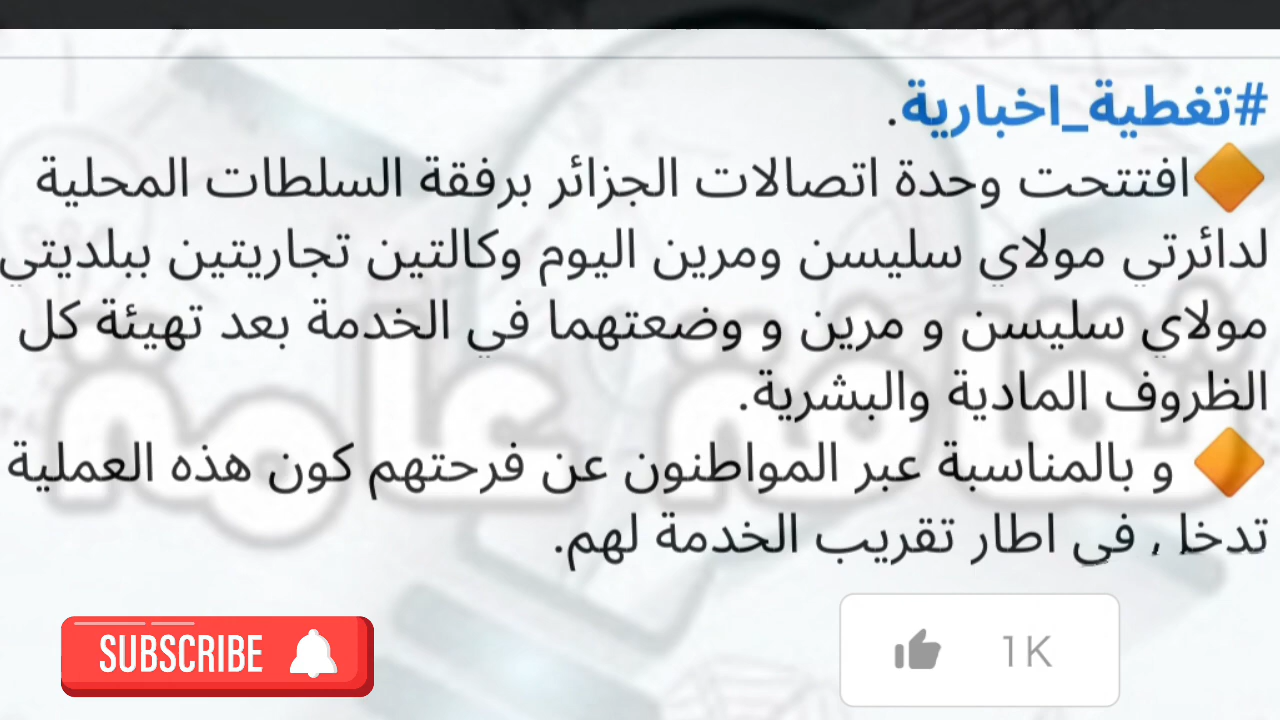 #تغطية_اخبارية.
🔶افتتحت وحدة اتصالات الجزائر برفقة السلطات المحلية
لدائرتي مولاي سليسن ومرين اليوم وكالتين تجاريتين ببلديتي
مولاي سليسن و مرين و وضعتهما في الخدمة بعد تهيئة كل
الظروف المادية والبشرية.
🔶 و بالمناسبة عبر المواطنون عن فرحتهم كون هذه العملية
تدخل في اطار تقريب الخدمة لهم.
ثقافة عامة
SUBSCRIBE
1K